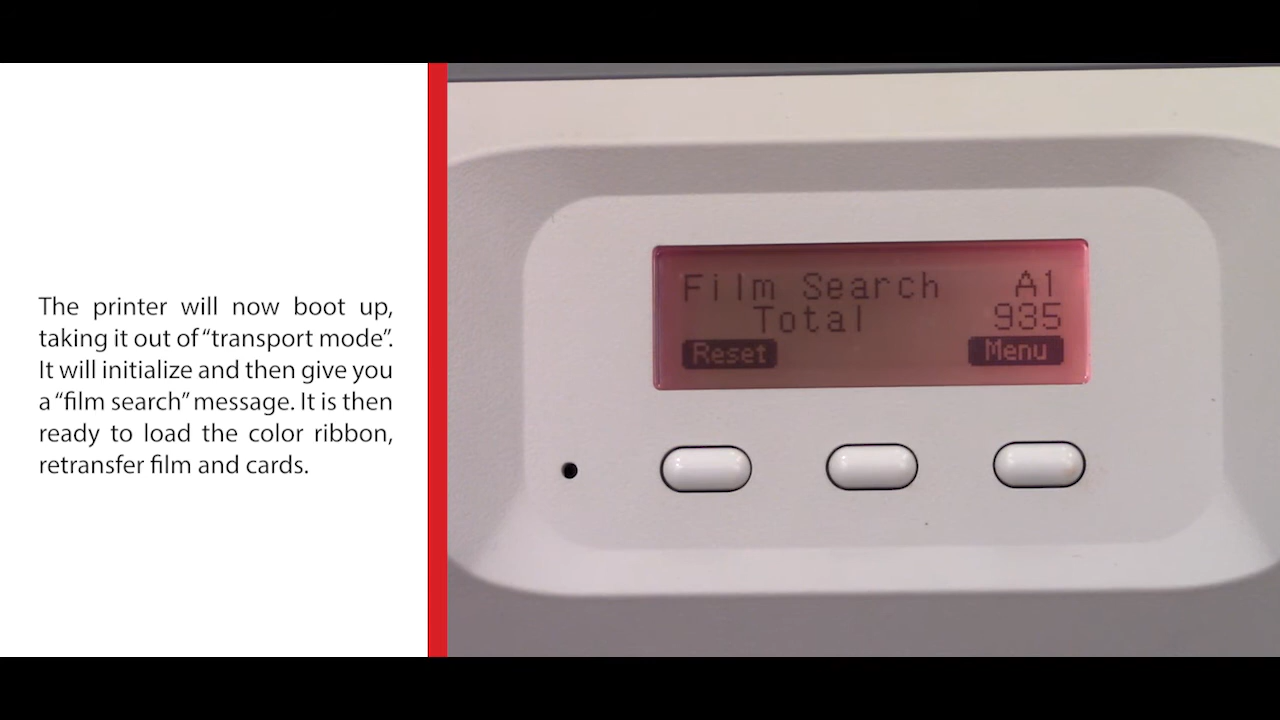 The printer will now boot up,
taking it out of “transport mode”.
It will initialize and then give you
a “film search” message. It is then
ready to load the color ribbon,
retransfer film and cards.
Film Search A1
Total 935
Reset Menu